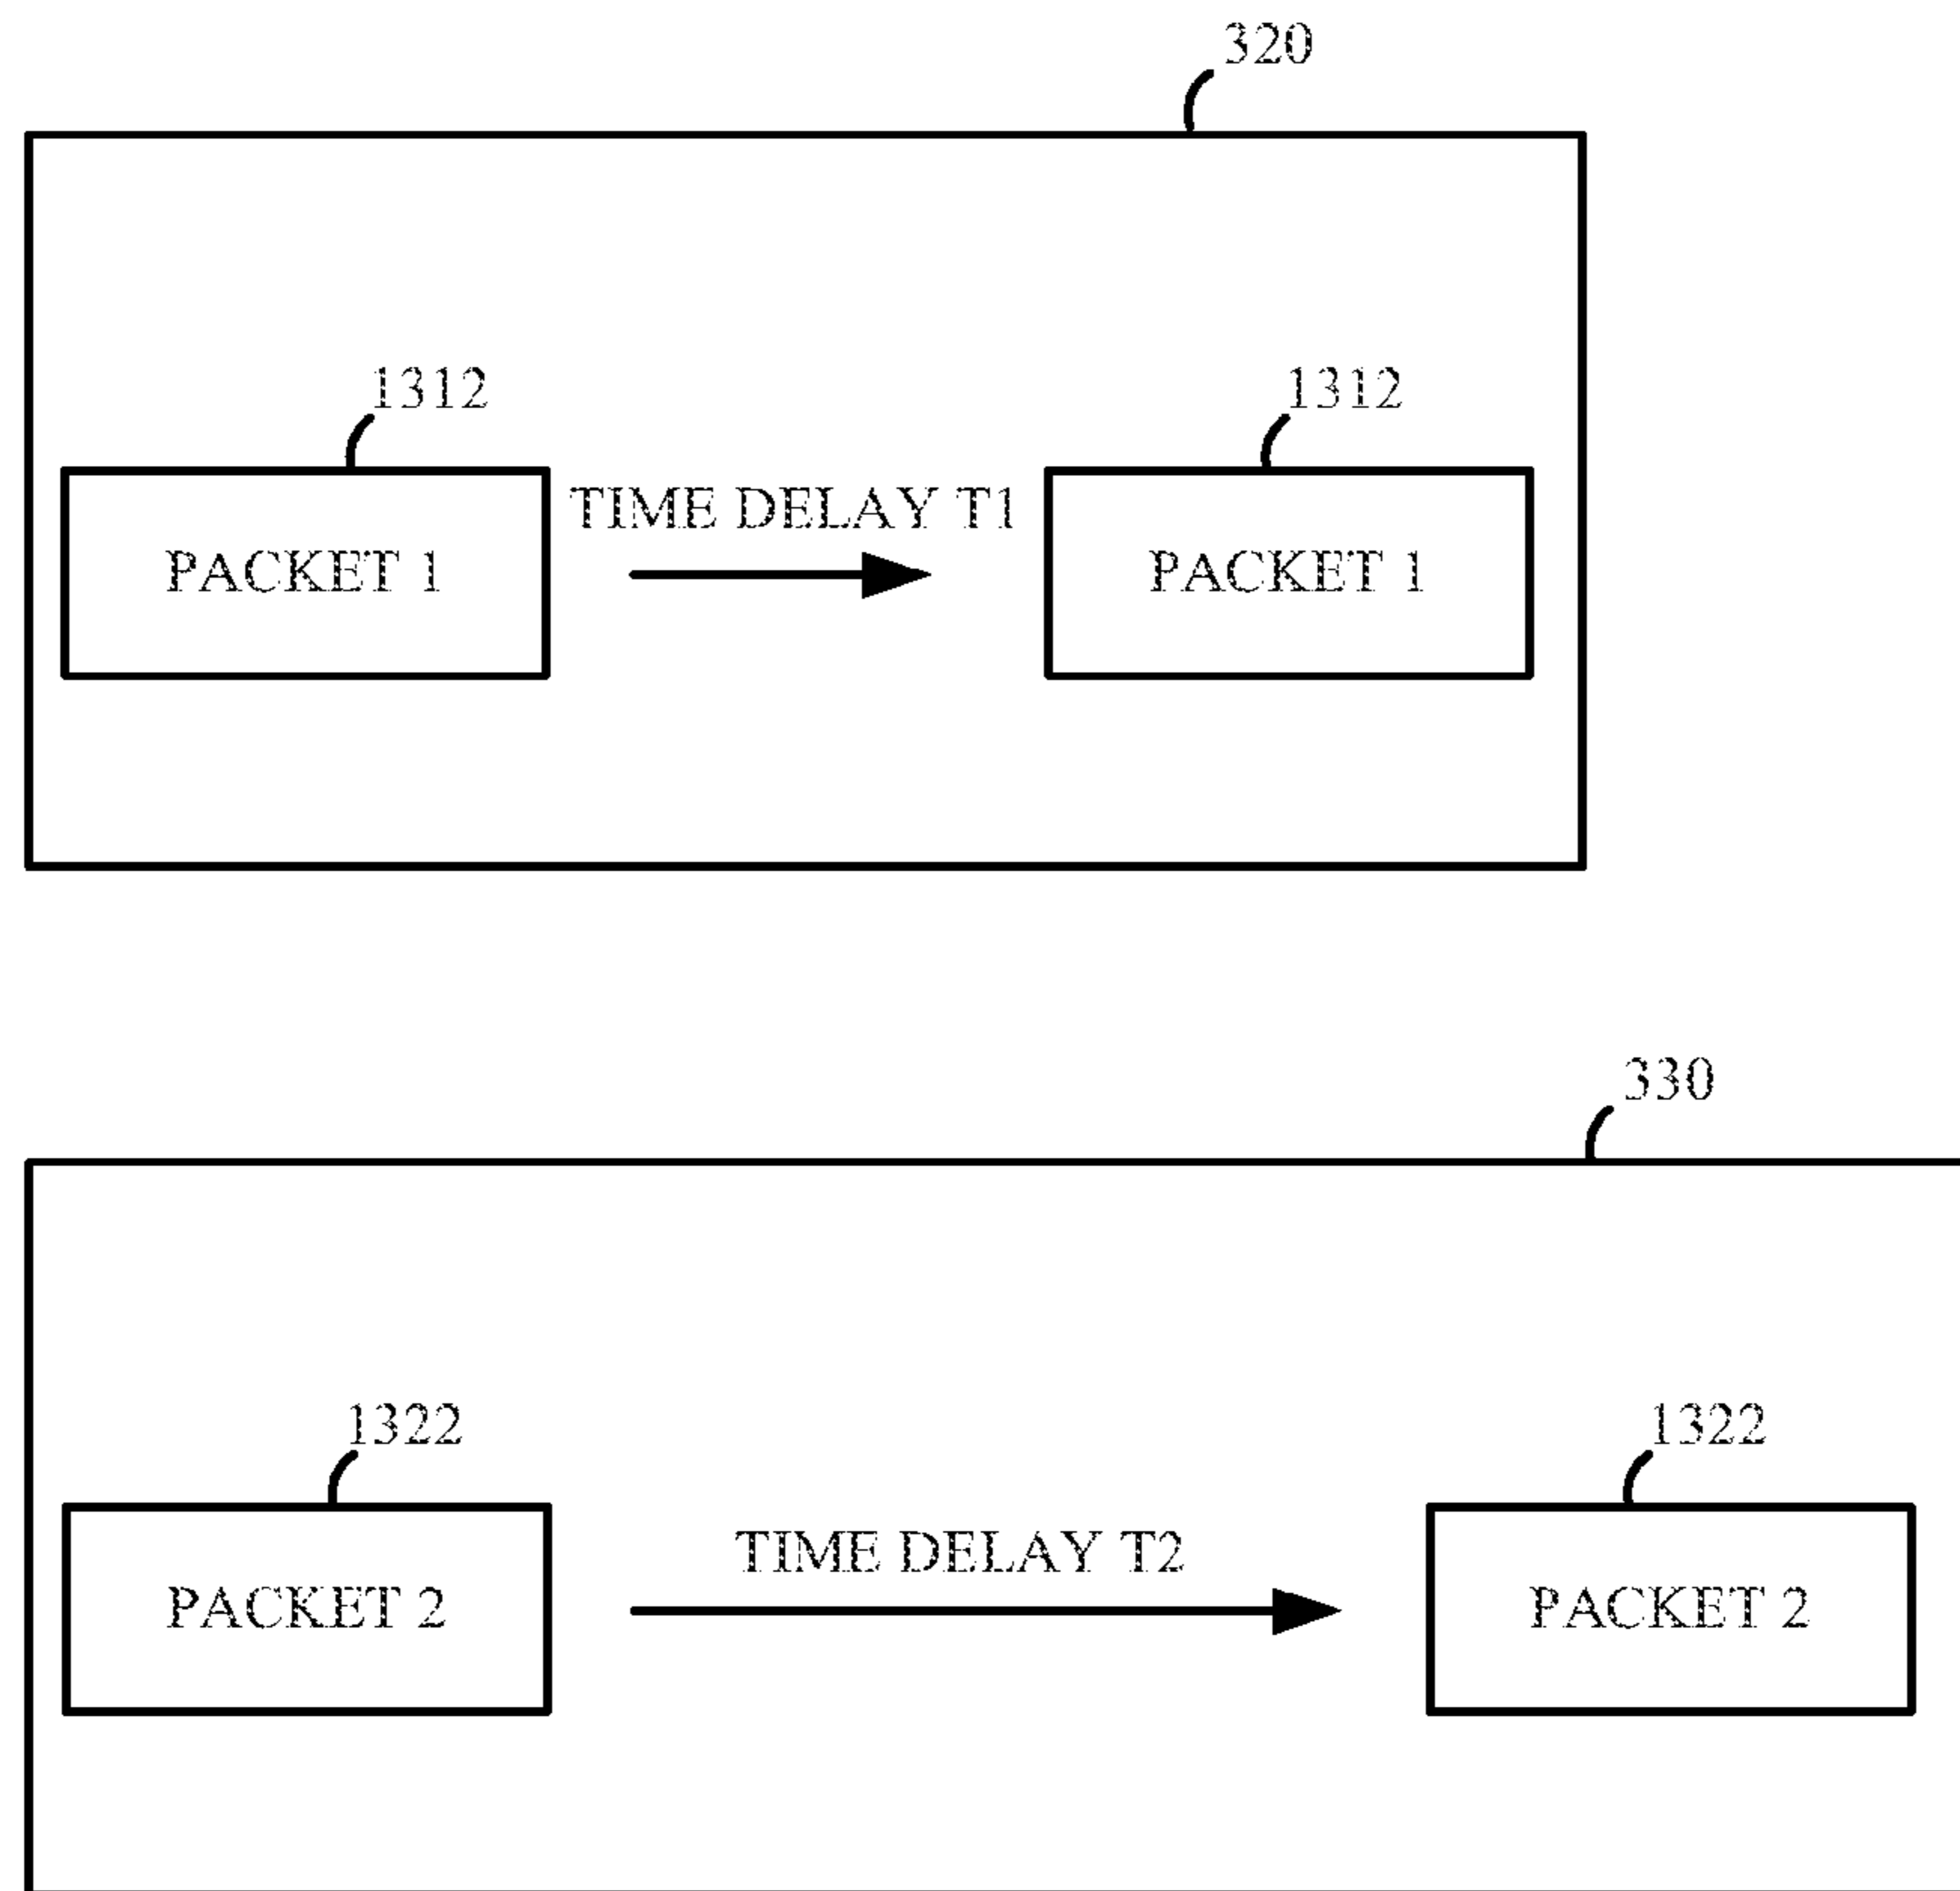 320
1312
1312
TIME DELAY T1
PACKET 1
PACKET 1
330
1322
1322
TIME DELAY T2
PACKET 2
PACKET 2